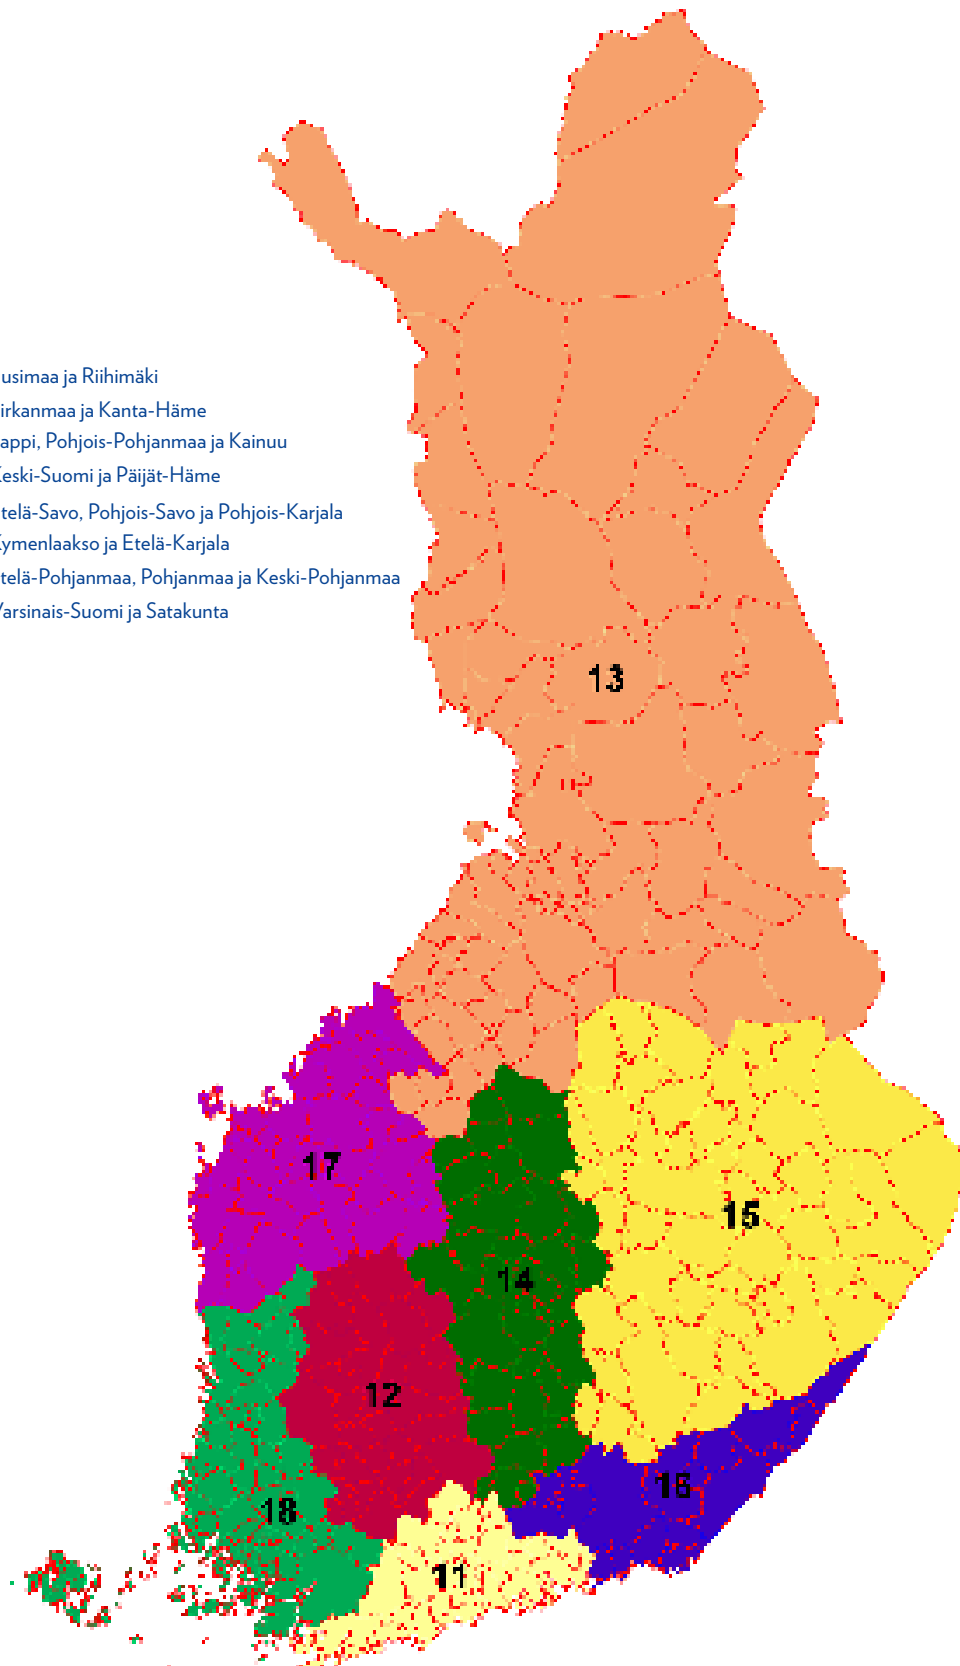 usimaa ja Riihimäki
irkanmaa ja Kanta-Häme
appi, Pohjois-Pohjanmaa ja Kainuu
Keski-Suomi ja Päijät-Häme
telä-Savo, Pohjois-Savo ja Pohjois-Karjala
Kymenlaakso ja Etelä-Karjala
telä-Pohjanmaa, Pohjanmaa ja Keski-Pohjanmaa
Varsinais-Suomi ja Satakunta
13
17
15
14
12
16
18
11